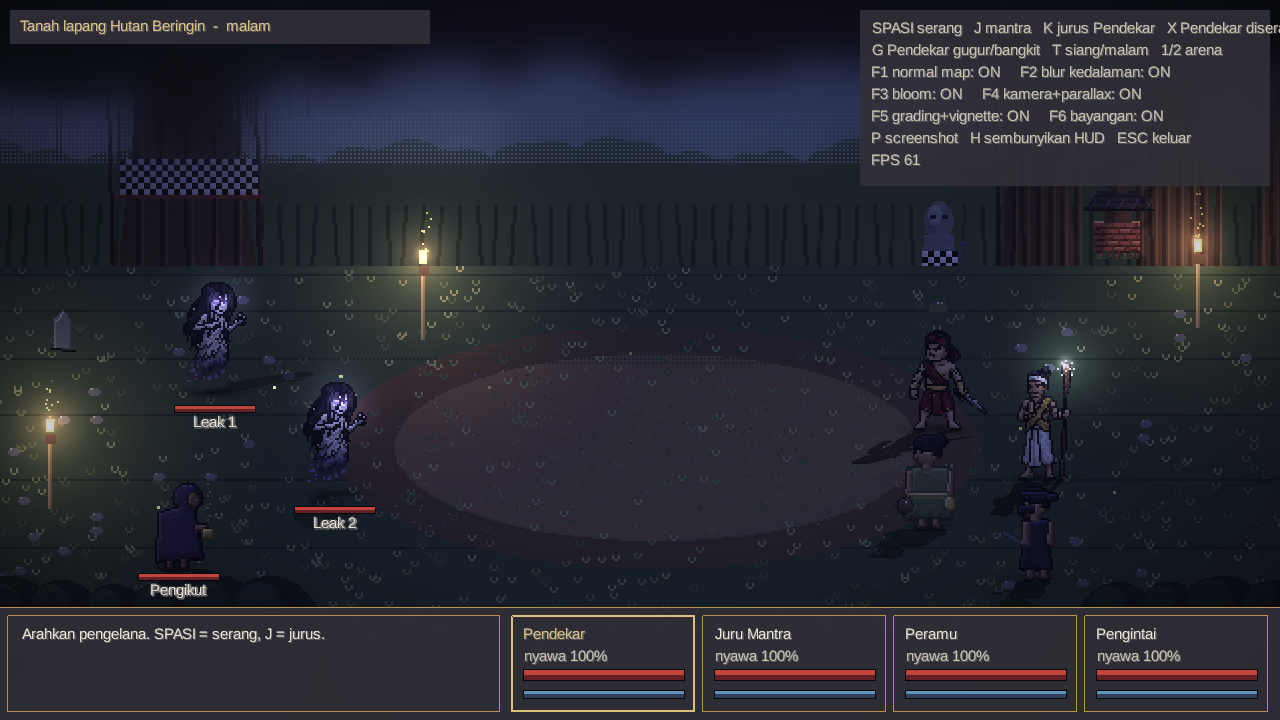 Tanah lapang Hutan Beringin - malam
SPASI serang J mantra K jurus Pendekar X Pendekar disera
G Pendekar gugur/bangkit T siang/malam 1/2 arena
F1 normal map: ON F2 blur kedalaman: ON
F3 bloom: ON F4 kamera+parallax: ON
F5 grading+vignette: ON F6 bayangan: ON
P screenshot H sembunyikan HUD ESC keluar
FPS 61
Leak 1
Leak 2
Pengikut
Arahkan pengelana. SPASI = serang, J = jurus.
Pendekar
nyawa 100%
Juru Mantra
nyawa 100%
Peramu
nyawa 100%
Pengintai
nyawa 100%